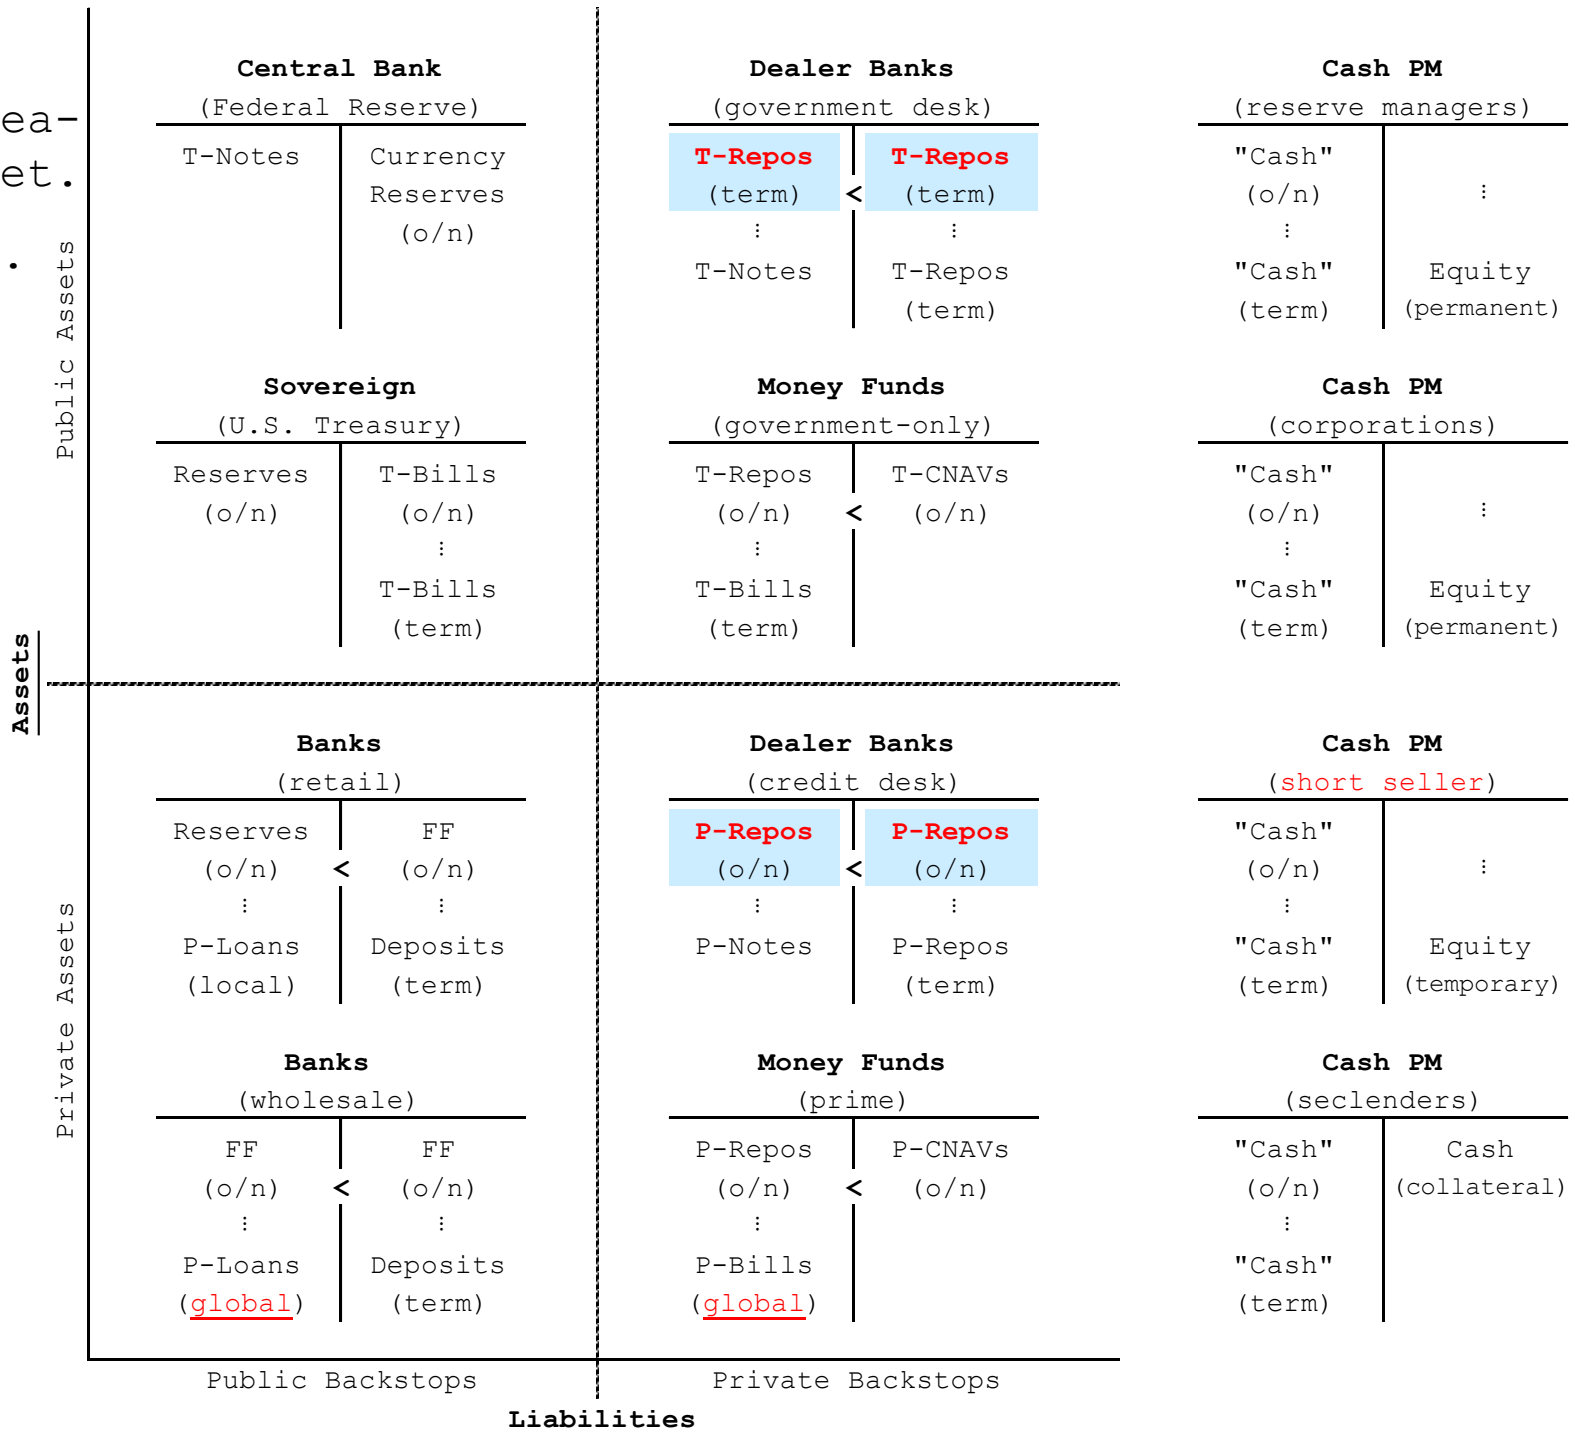 ea-
et.
.
Public Assets
Assets
Private Assets
Central Bank
(Federal Reserve)
T-Notes
Currency
Reserves
(o/n)
Dealer Banks
(government desk)
T-Repos
(term)
⋮
T-Notes
<
T-Repos
(term)
⋮
T-Repos
(term)
Cash PM
(reserve managers)
"Cash"
(o/n)
⋮
"Cash"
(term)
⋮
Equity
(permanent)
Sovereign
(U.S. Treasury)
Reserves
(o/n)
T-Bills
(o/n)
⋮
T-Bills
(term)
Money Funds
(government-only)
T-Repos
(o/n)
⋮
T-Bills
(term)
<
T-CNAVs
(o/n)
Cash PM
(corporations)
"Cash"
(o/n)
⋮
"Cash"
(term)
⋮
Equity
(permanent)
Banks
(retail)
Reserves
(o/n)
⋮
P-Loans
(local)
<
FF
(o/n)
⋮
Deposits
(term)
Dealer Banks
(credit desk)
P-Repos
(o/n)
⋮
P-Notes
<
P-Repos
(o/n)
⋮
P-Repos
(term)
Cash PM
(short seller)
"Cash"
(o/n)
⋮
"Cash"
(term)
⋮
Equity
(temporary)
Banks
(wholesale)
FF
(o/n)
⋮
P-Loans
(global)
<
FF
(o/n)
⋮
Deposits
(term)
Money Funds
(prime)
P-Repos
(o/n)
⋮
P-Bills
(global)
<
P-CNAVs
(o/n)
Cash PM
(seclenders)
"Cash"
(o/n)
⋮
"Cash"
(term)
Cash
(collateral)
Public Backstops
Private Backstops
Liabilities